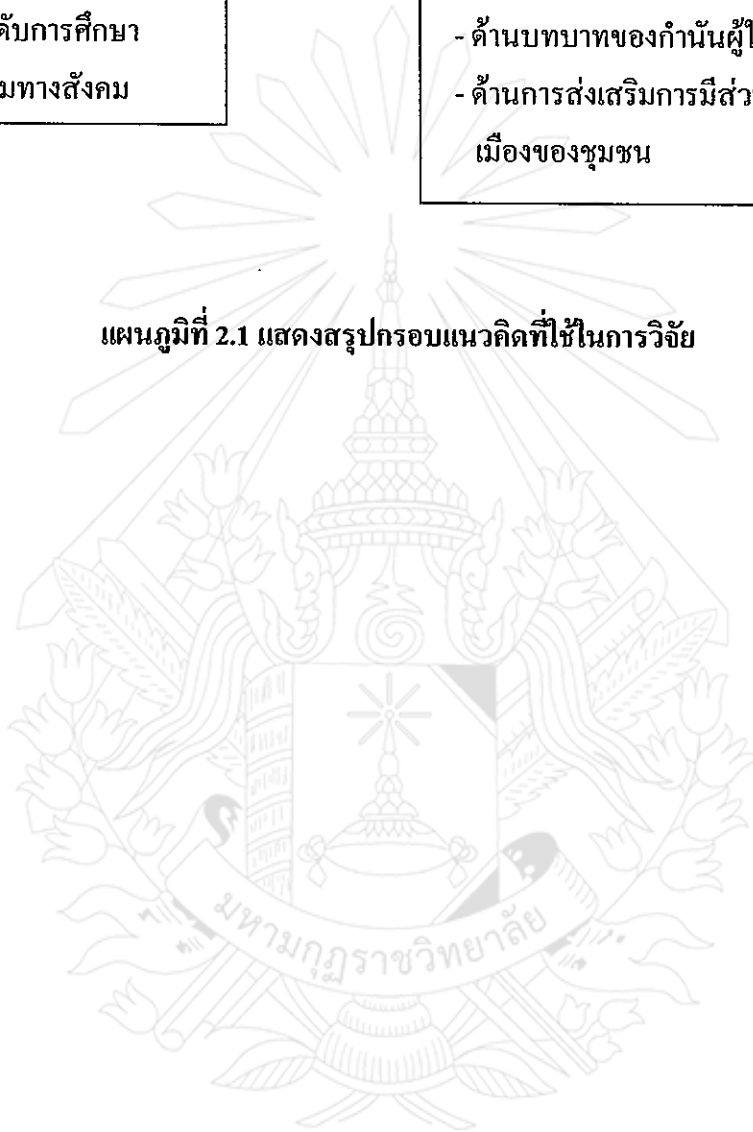 ดับการศึกษา
มทางสังคม
- ด้านบทบาทของกำนันผู้ใ
- ด้านการส่งเสริมการมีส่ว
เมืองของชุมชน
แผนภูมิที่ 2.1 แสดงสรุปกรอบแนวคิดที่ใช้ในการวิจัย
มหามกุฏราชวิทยาลัย